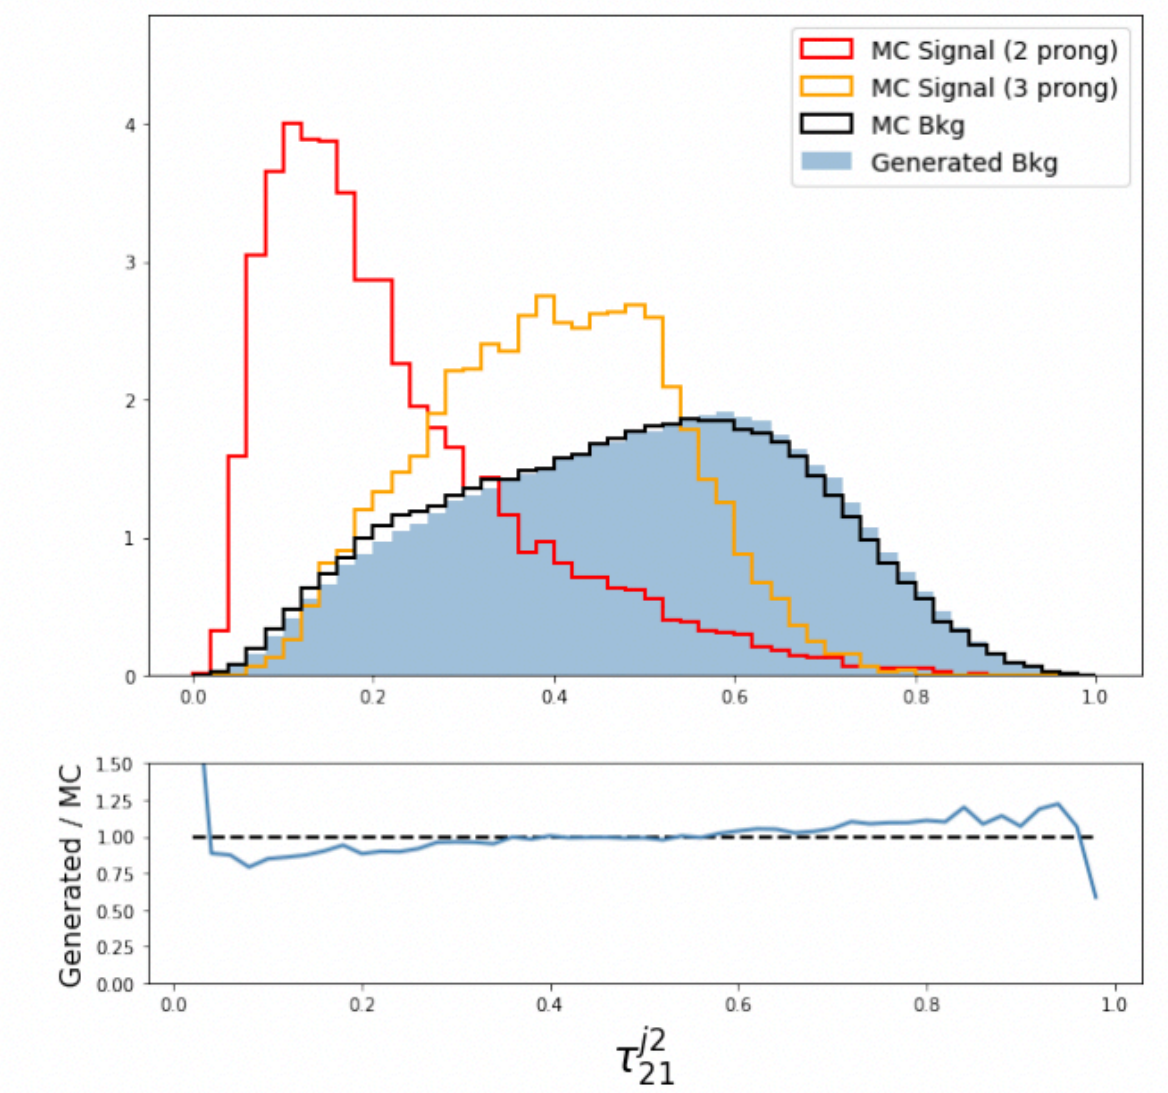 MC Signal (2 prong)
MC Signal (3 prong)
MC Bkg
Generated Bkg
4
3
2
1
0
0.0 0.2 0.4 0.6 0.8 1.0
Generated / MC
1.50
1.25
1.00
0.75
0.50
0.25
0.00
0.0 0.2 0.4 0.6 0.8 1.0
τ₂₁ʲ²